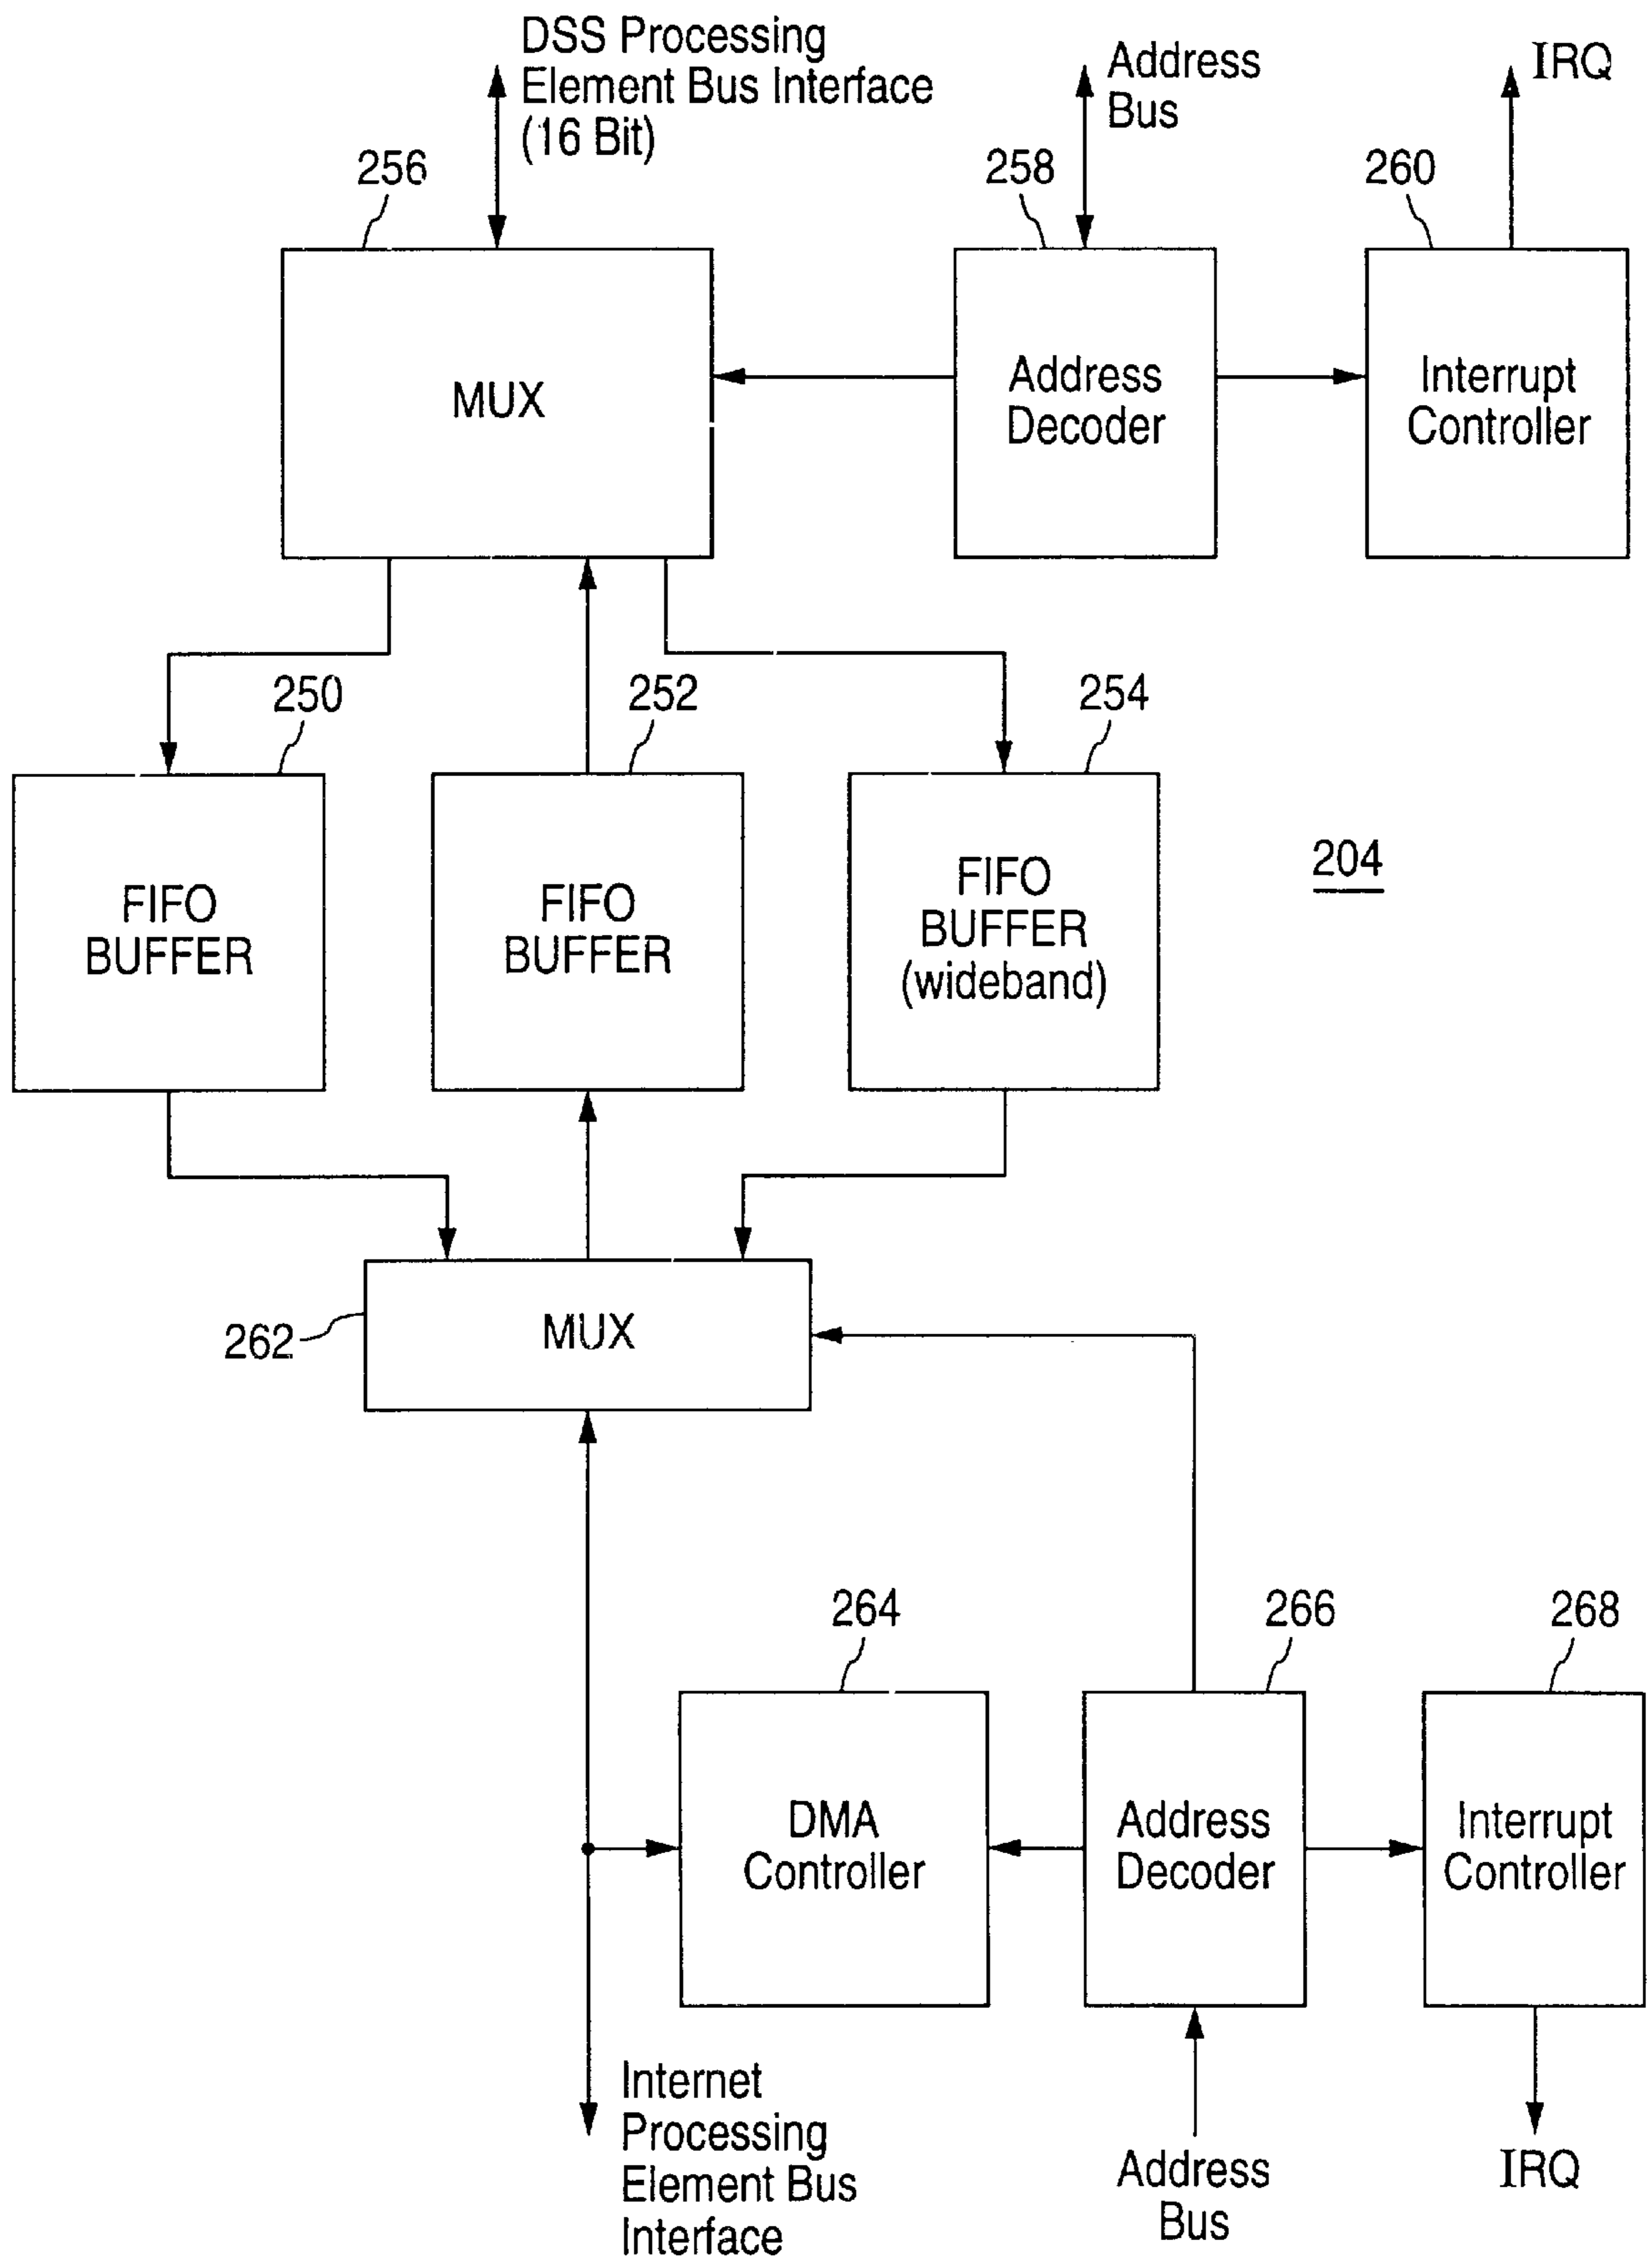 DSS Processing
Element Bus Interface
(16 Bit)
Address
Bus
IRQ
256
258
260
MUX
Address
Decoder
Interrupt
Controller
250
252
254
FIFO
BUFFER
FIFO
BUFFER
FIFO
BUFFER
(wideband)
204
262
MUX
264
266
268
DMA
Controller
Address
Decoder
Interrupt
Controller
Internet
Processing
Element Bus
Interface
Address
Bus
IRQ